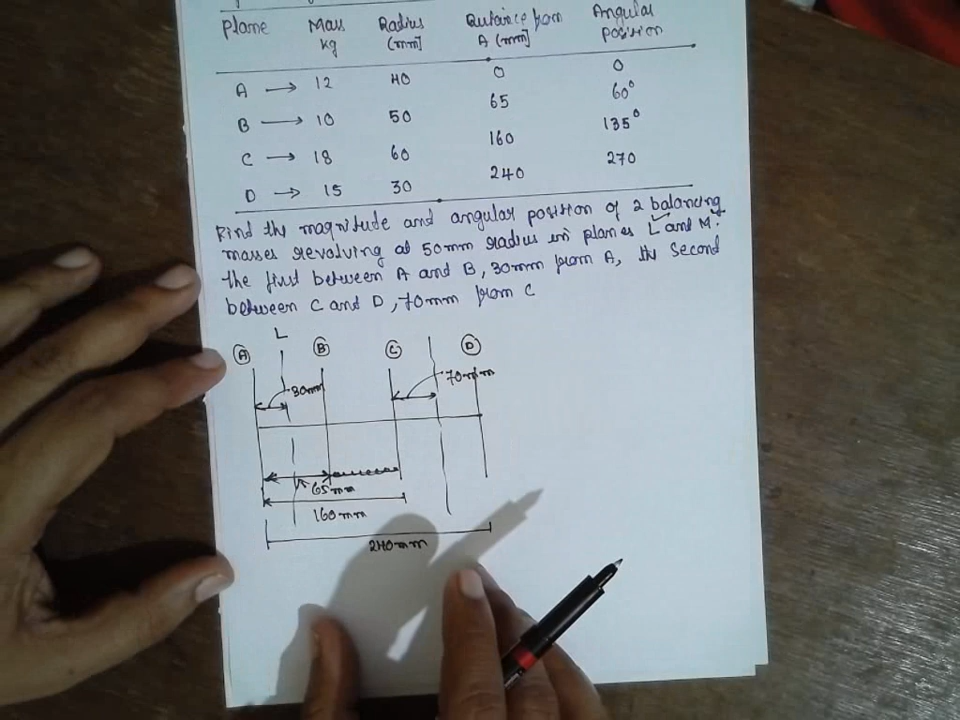 Plane Mass kg Radius (mm] Distance from A (mm] Angular position
A → 12 40 0 0
B → 10 50 65 60°
C → 18 60 160 135°
D → 15 30 240 270
Find the magnitude and angular position of 2 balancing
masses revolving at 50mm radius in planes L and M.
the first between A and B, 30mm from A, the second
between C and D, 70mm from C
L
A B C D
30mm 70mm
65mm
160mm
240mm